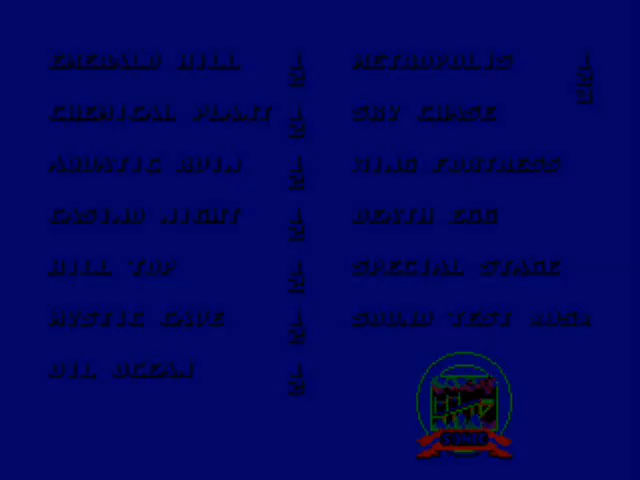 EMERALD HILL 1
2
CHEMICAL PLANT 1
2
AQUATIC RUIN 1
2
CASINO NIGHT 1
2
HILL TOP 1
2
MYSTIC CAVE 1
2
OIL OCEAN 1
2
METROPOLIS 1
2
3
SKY CHASE
WING FORTRESS
DEATH EGG
SPECIAL STAGE
SOUND TEST
SONIC